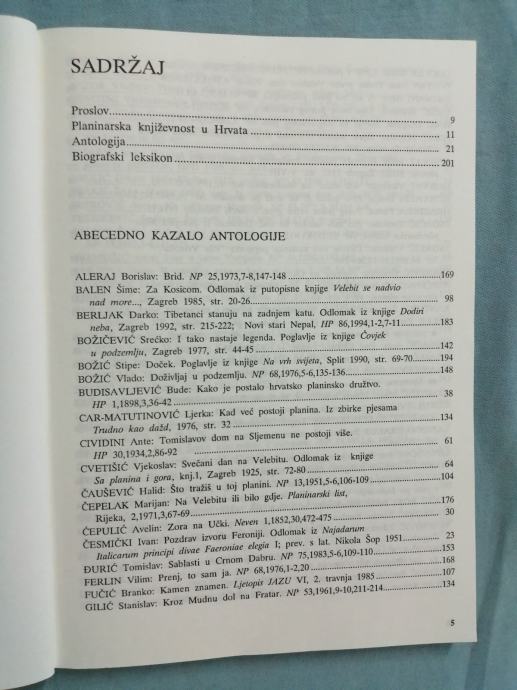 SADRŽAJ
Proslov 9
Planinarska književnost u Hrvata 11
Antologija 21
Biografski leksikon 201
ABECEDNO KAZALO ANTOLOGIJE
ALERAJ Borislav: Brid. NP 25,1973,7-8,147-148 169
BALEN Šime: Za Kosicom. Odlomak iz putopisne knjige Velebit se nadvio
nad more..., Zagreb 1985, str. 20-26 98
BERLJAK Darko: Tibetanci stanuju na zadnjem katu. Odlomak iz knjige Dodiri
neba, Zagreb 1992, str. 215-222; Novi stari Nepal, HP 86,1994,1-2,7-11 183
BOŽIČEVIĆ Srećko: I tako nastaje legenda. Poglavlje iz knjige Čovjek
u podzemlju, Zagreb 1977, str. 44-45 142
BOŽIĆ Stipe: Doček. Poglavlje iz knjige Na vrh svijeta, Split 1990, str. 69-70 194
BOŽIĆ Vlado: Doživljaj u podzemlju. NP 68,1976,5-6,135-136 148
BUDISAVLJEVIĆ Bude: Kako je postalo hrvatsko planinsko družtvo.
HP 1,1898,3,36-42 38
CAR-MATUTINOVIĆ Ljerka: Kad već postoji planina. Iz zbirke pjesama
Trudno kao dažd, 1976, str. 32 134
CIVIDINI Ante: Tomislavov dom na Sljemenu ne postoji više.
HP 30,1934,2,86-92 61
CVETIŠIĆ Vjekoslav: Svečani dan na Velebitu. Odlomak iz knjige
Sa planina i gora, knj.1, Zagreb 1925, str. 72-80 64
ČAUŠEVIĆ Halid: Što tražiš u toj planini. NP 13,1951,5-6,106-109 104
ČEPELAK Marijan: Na Velebitu ili bilo gdje. Planinarski list,
Rijeka, 2,1971,3,67-69 176
ČEPULIĆ Avelin: Zora na Učki. Neven 1,1852,30,472-475 30
ČESMIČKI Ivan: Pozdrav izvoru Feroniji. Odlomak iz Najadarum
Italicarum principi divae Faeroniae elegia I; prev. s lat. Nikola Šop 1951 23
ĐURIĆ Tomislav: Sablasti u Crnom Dabru. NP 75,1983,5-6,109-110 153
FERLIN Vilim: Prenj, to sam ja. NP 68,1976,1-2,20 168
FUČIĆ Branko: Kamen znamen. Ljetopis JAZU VI, 2. travnja 1985 107
GILIĆ Stanislav: Kroz Mudnu dol na Fratar. NP 53,1961,9-10,211-214 134
5